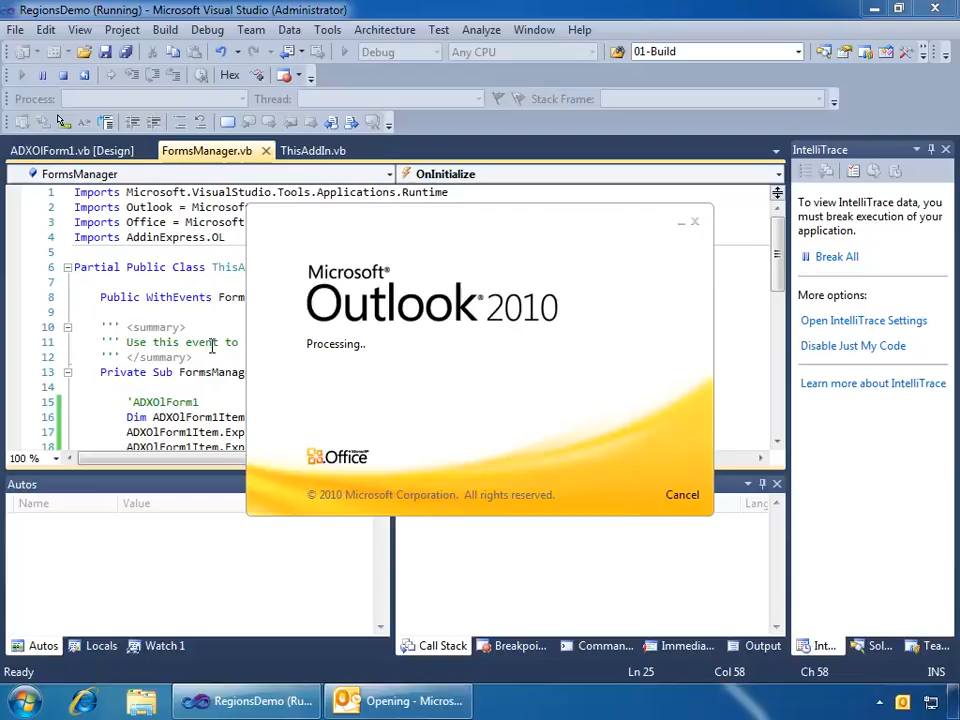 RegionsDemo (Running) - Microsoft Visual Studio (Administrator)
File Edit View Project Build Debug Team Data Tools Architecture Test Analyze Window Help
Debug Any CPU 01-Build
Hex
Process: Thread: Stack Frame:
ADXOlForm1.vb [Design] FormsManager.vb ThisAddIn.vb
FormsManager OnInitialize
1 Imports Microsoft.VisualStudio.Tools.Applications.Runtime
2 Imports Outlook = Microsof
3 Imports Office = Microsoft
4 Imports AddinExpress.OL
5
6 Partial Public Class ThisA
7
8 Public WithEvents Form
9
10 ''' <summary>
11 ''' Use this event to
12 ''' </summary>
13 Private Sub FormsManag
14
15 'ADXOlForm1
16 Dim ADXOlForm1Item
17 ADXOlForm1Item.Exp
18 ADXOlForm1Item.Exp
100 %
Microsoft®
Outlook® 2010
Processing..
Office
© 2010 Microsoft Corporation. All rights reserved.
Cancel
IntelliTrace
To view IntelliTrace data, you
must break execution of your
application.
Break All
More options:
Open IntelliTrace Settings
Disable Just My Code
Learn more about IntelliTrace
Autos
Name Value
Lang
Autos Locals Watch 1
Call Stack Breakpoi... Comman... Immedia... Output
Int... Sol... Tea...
Ready Ln 25 Col 58 Ch 58 INS
RegionsDemo (Ru... Opening - Micros...